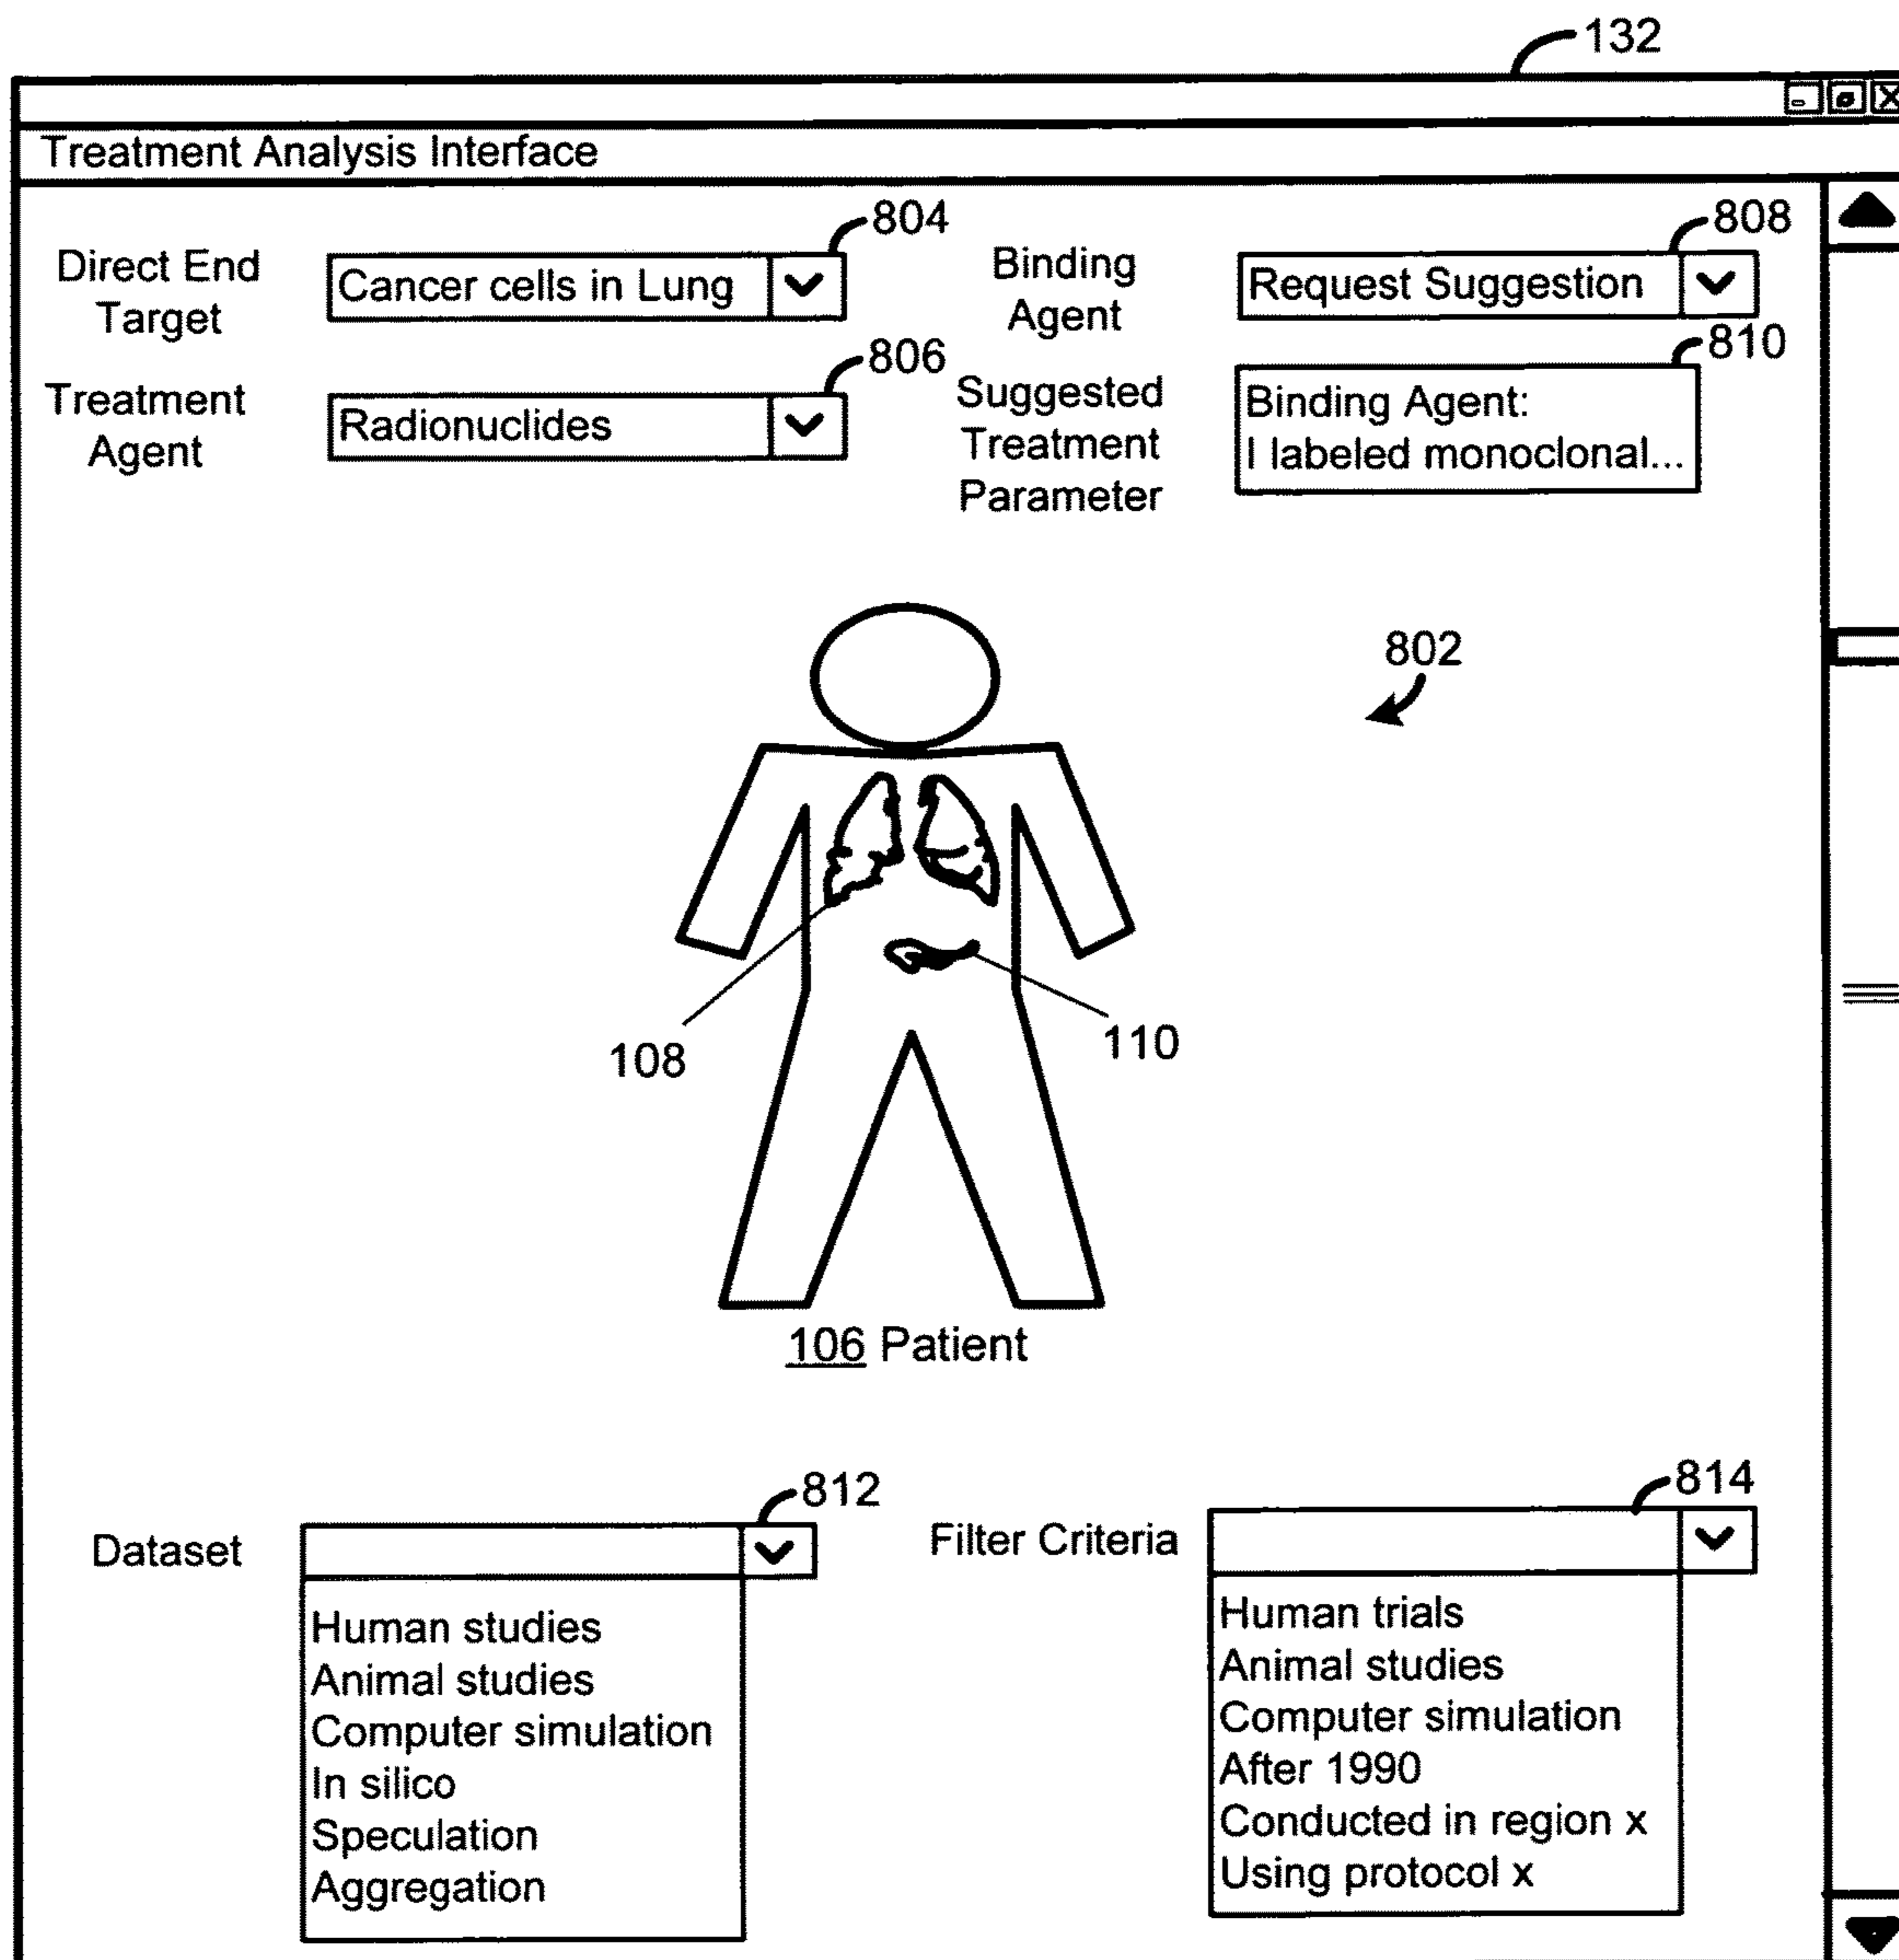 132
Treatment Analysis Interface
804
808
Direct End
Target
Cancer cells in Lung
Binding
Agent
Request Suggestion
806
810
Treatment
Agent
Radionuclides
Suggested
Treatment
Parameter
Binding Agent:
I labeled monoclonal...
802
108
110
106 Patient
812
814
Dataset
Filter Criteria
Human studies
Animal studies
Computer simulation
In silico
Speculation
Aggregation
Human trials
Animal studies
Computer simulation
After 1990
Conducted in region x
Using protocol x